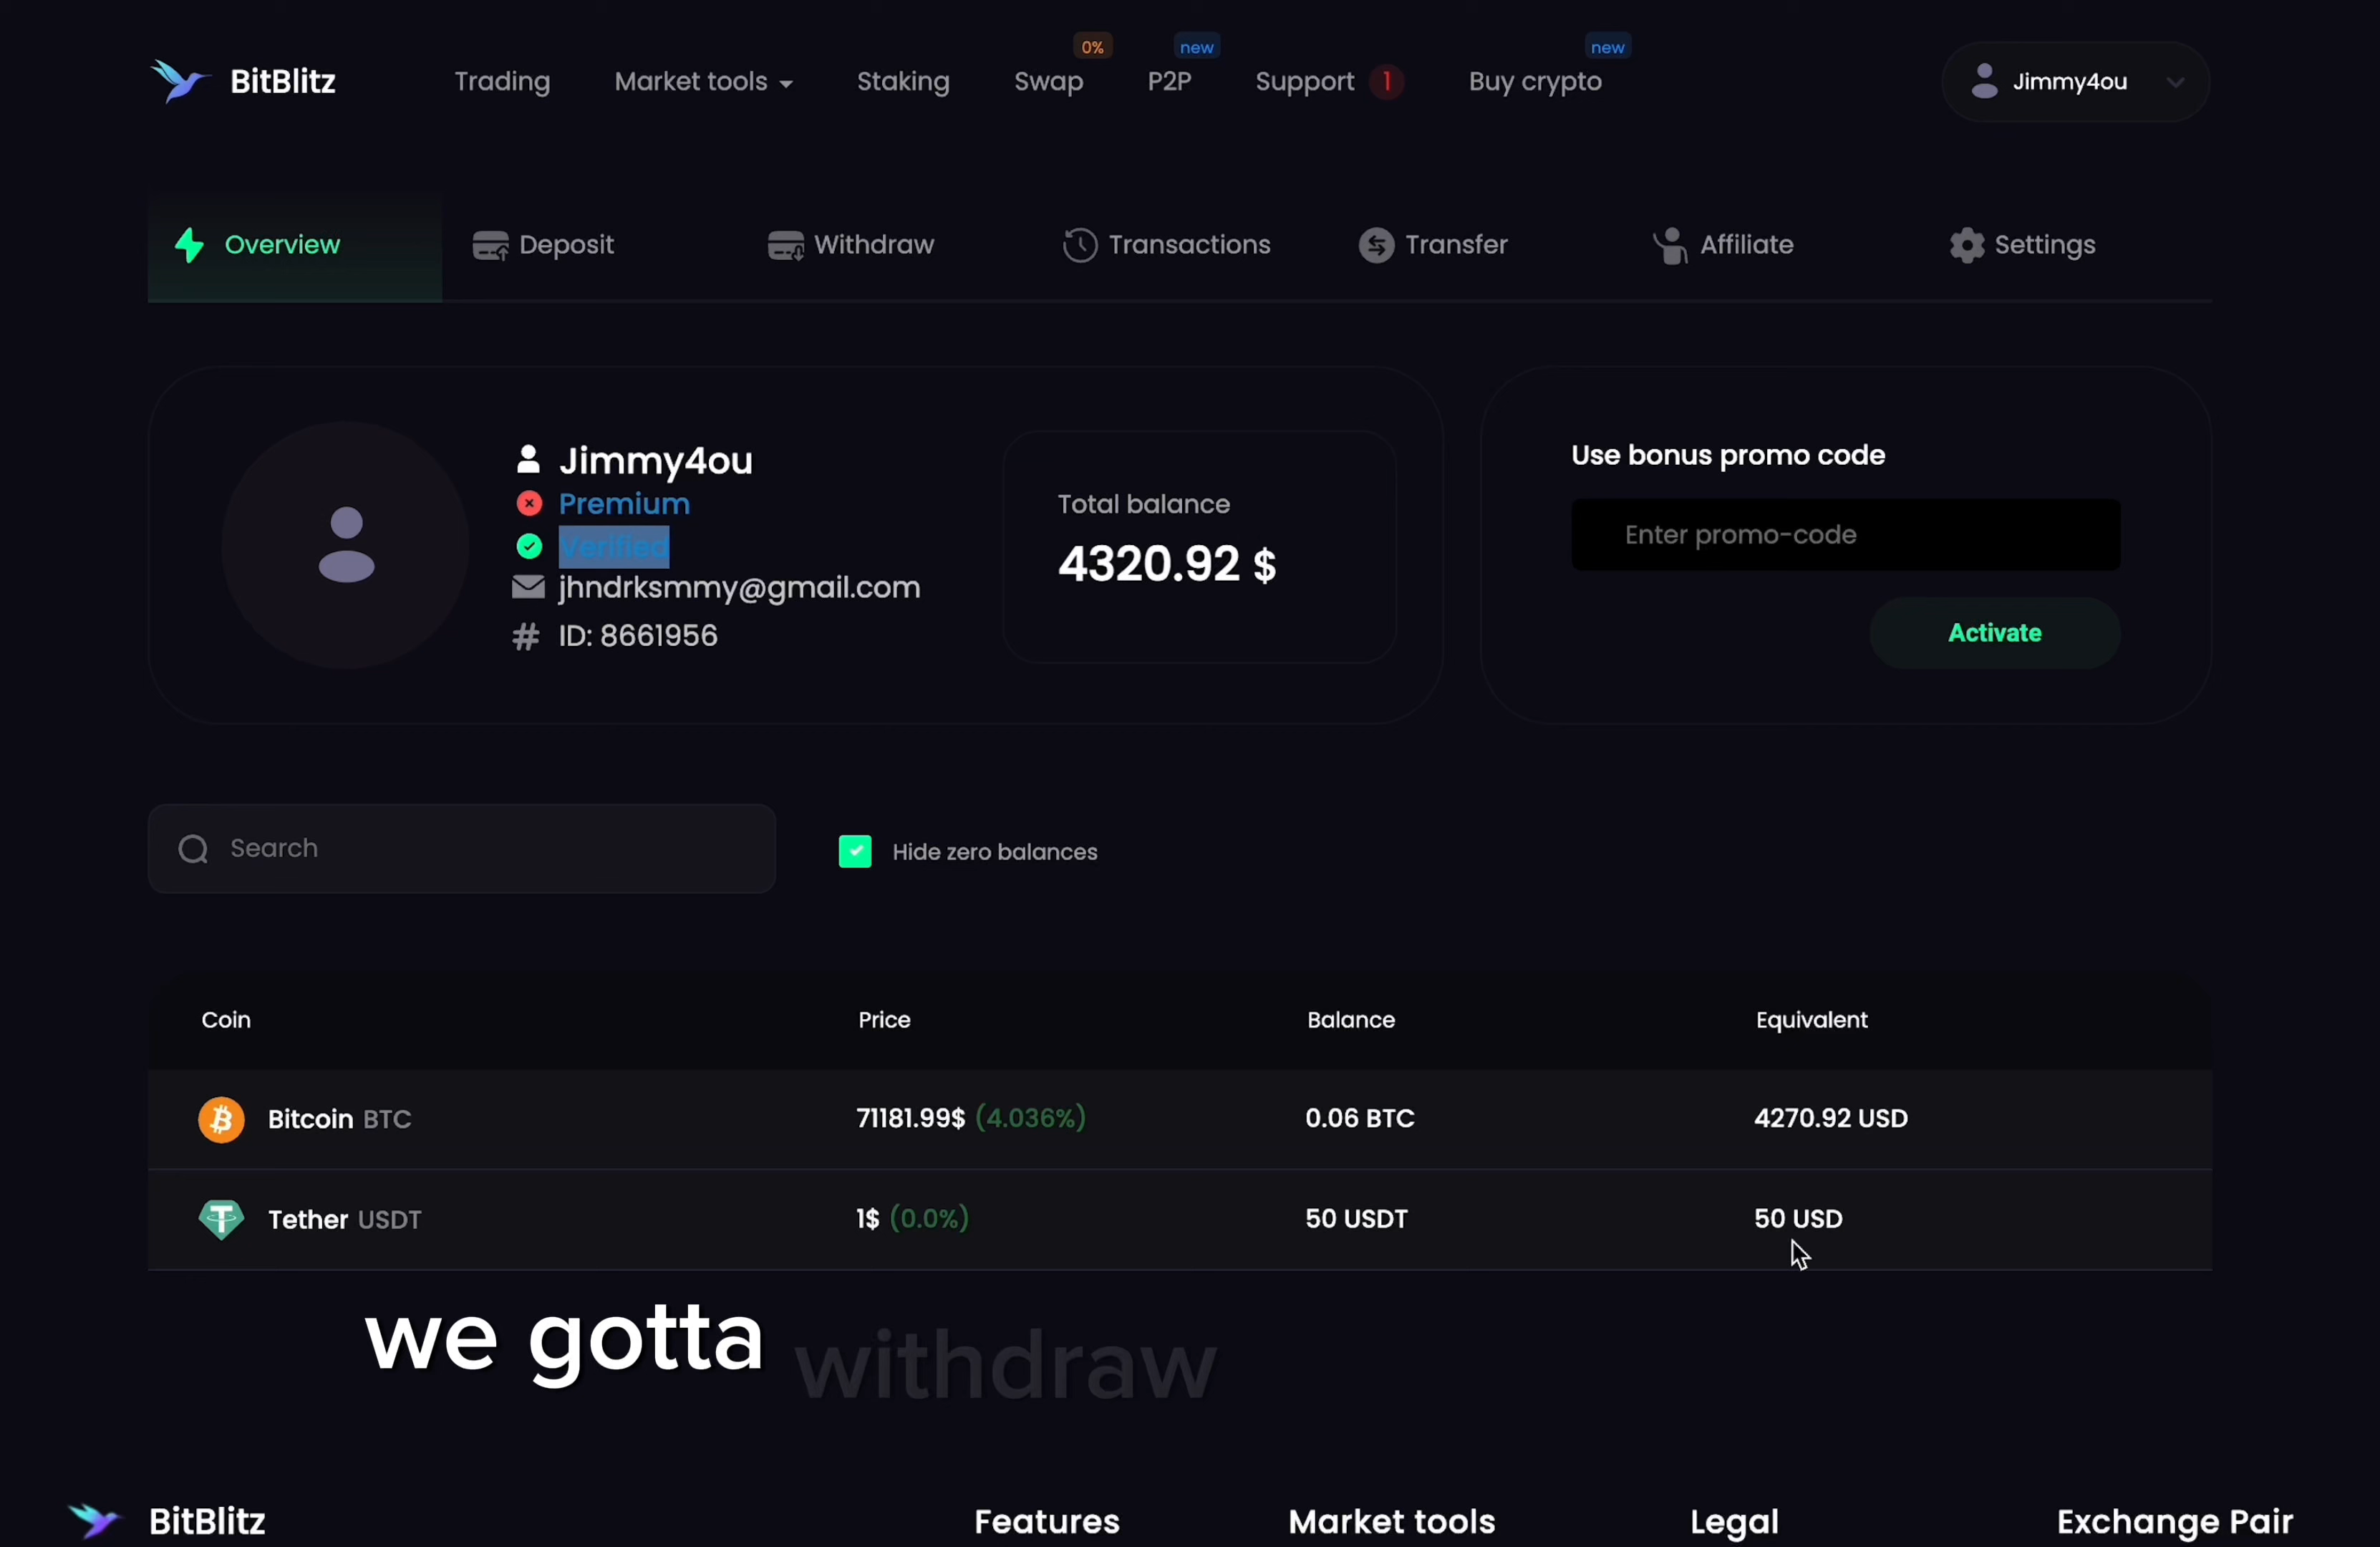 0% new new
BitBlitz Trading Market tools Staking Swap P2P Support 1 Buy crypto Jimmy4ou
Overview Deposit Withdraw Transactions Transfer Affiliate Settings
Jimmy4ou
Premium
Verified
jhndrksmmy@gmail.com
# ID: 8661956
Total balance
4320.92 $
Use bonus promo code
Enter promo-code
Activate
Search
Hide zero balances
Coin Price Balance Equivalent
Bitcoin BTC 71181.99$ (4.036%) 0.06 BTC 4270.92 USD
Tether USDT 1$ (0.0%) 50 USDT 50 USD
we gotta withdraw
BitBlitz Features Market tools Legal Exchange Pair